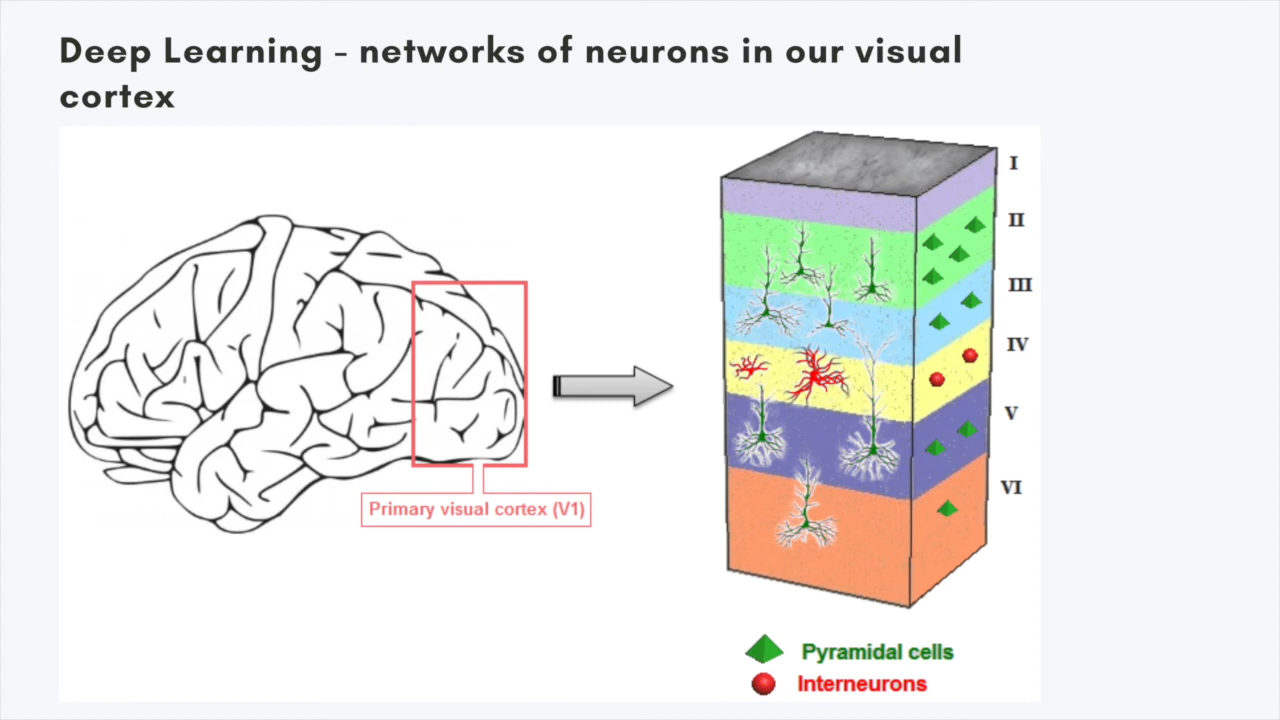 Deep Learning - networks of neurons in our visual
cortex
I
II
III
IV
V
VI
Primary visual cortex (V1)
Pyramidal cells
Interneurons